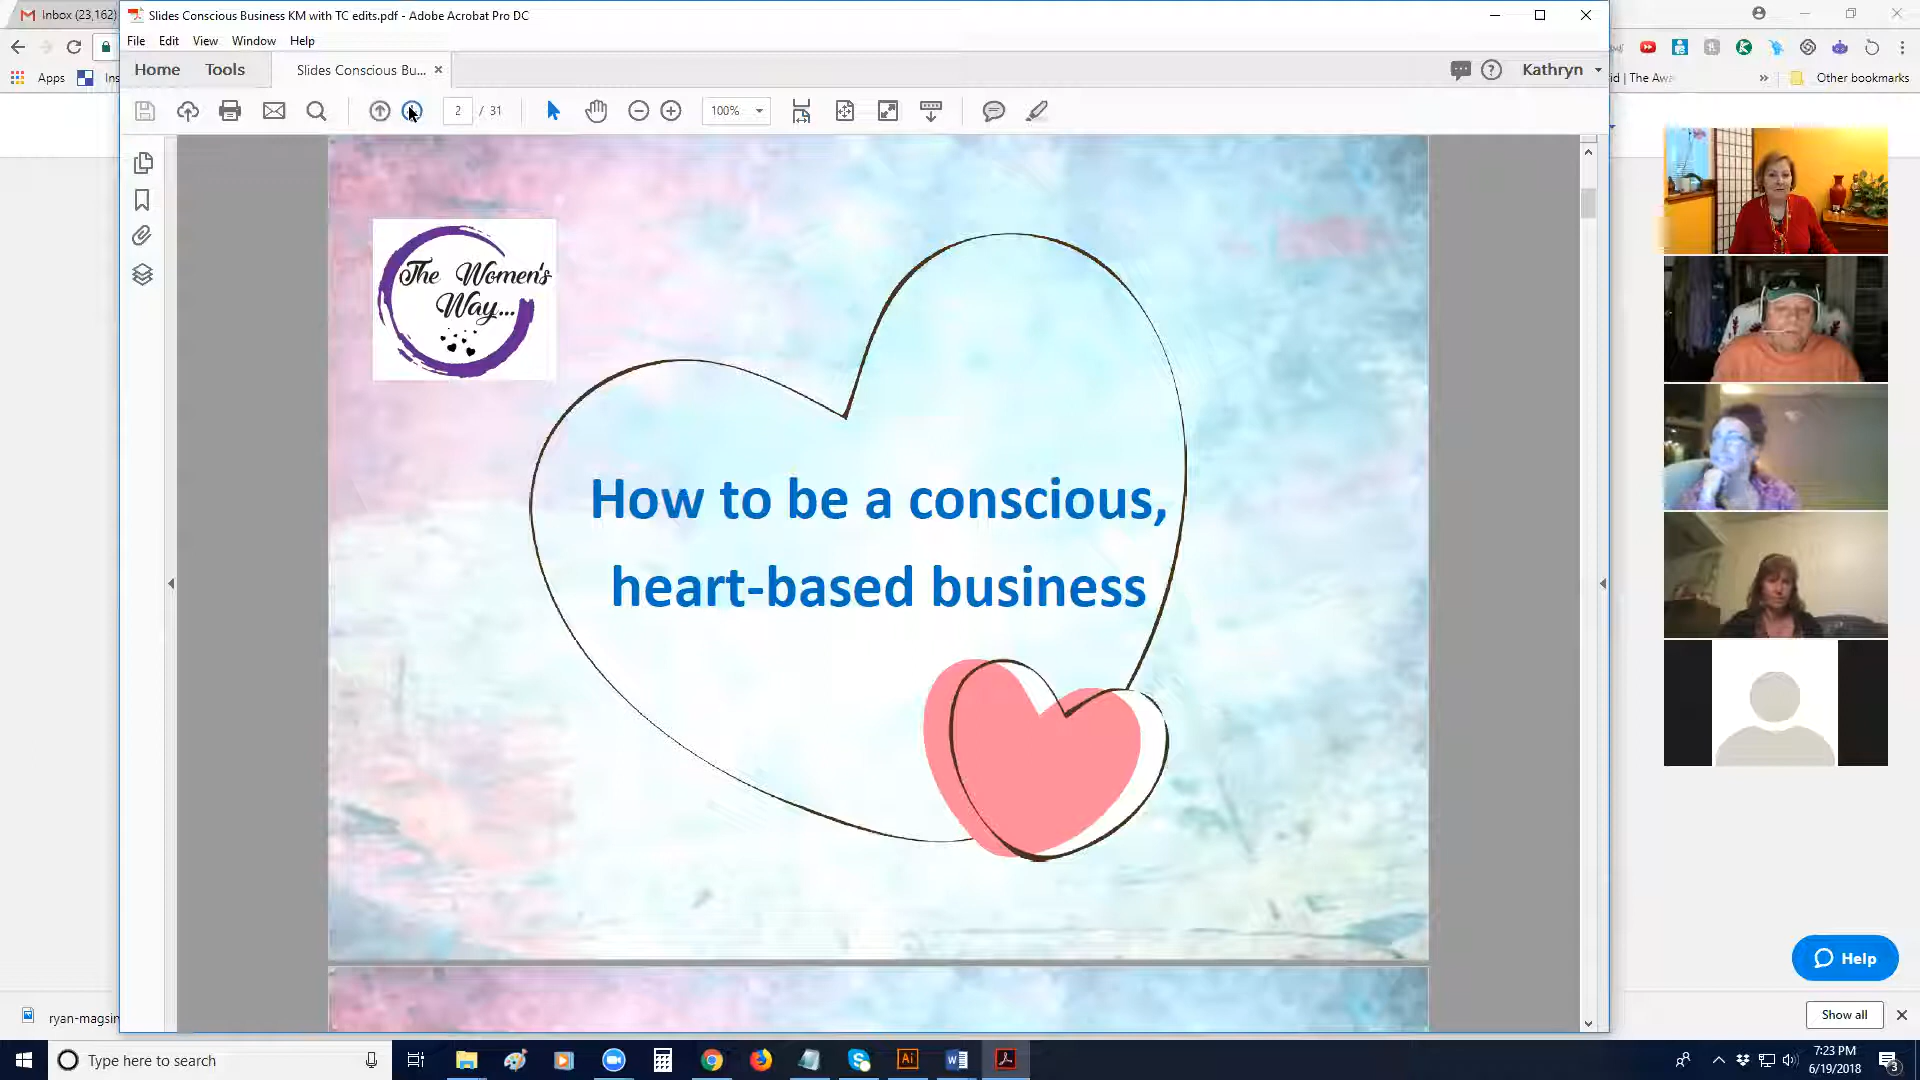 Inbox (23,162)
Slides Conscious Business KM with TC edits.pdf - Adobe Acrobat Pro DC
File Edit View Window Help
Home Tools Slides Conscious Bu... Kathryn
2 / 31 100%
Apps
Other bookmarks
The Women's
Way...
How to be a conscious,
heart-based business
Help
ryan-magsin
Show all
Type here to search
Ai
7:23 PM
6/19/2018
3